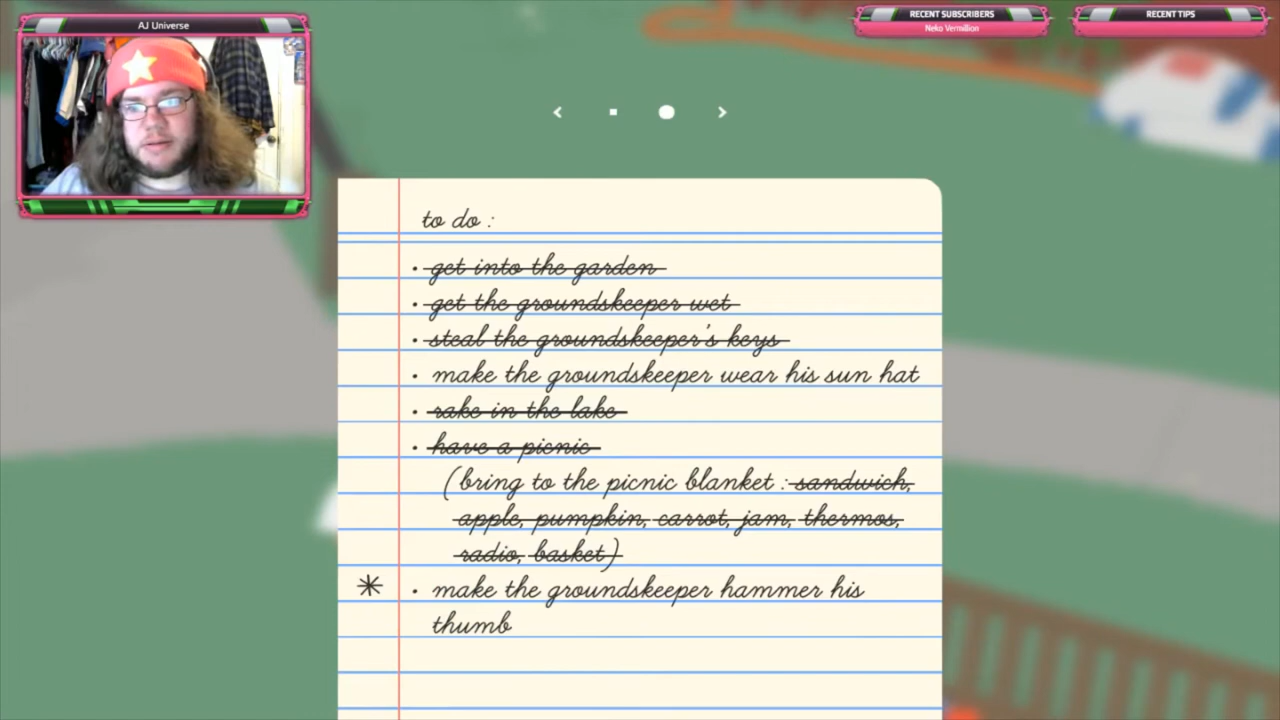 AJ Universe
RECENT SUBSCRIBERS
Neko Vermillion
RECENT TIPS
to do :
• get into the garden
• get the groundskeeper wet
• steal the groundskeeper's keys
• make the groundskeeper wear his sun hat
• rake in the lake
• have a picnic
(bring to the picnic blanket : sandwich,
apple, pumpkin, carrot, jam, thermos,
radio, basket)
• make the groundskeeper hammer his
thumb